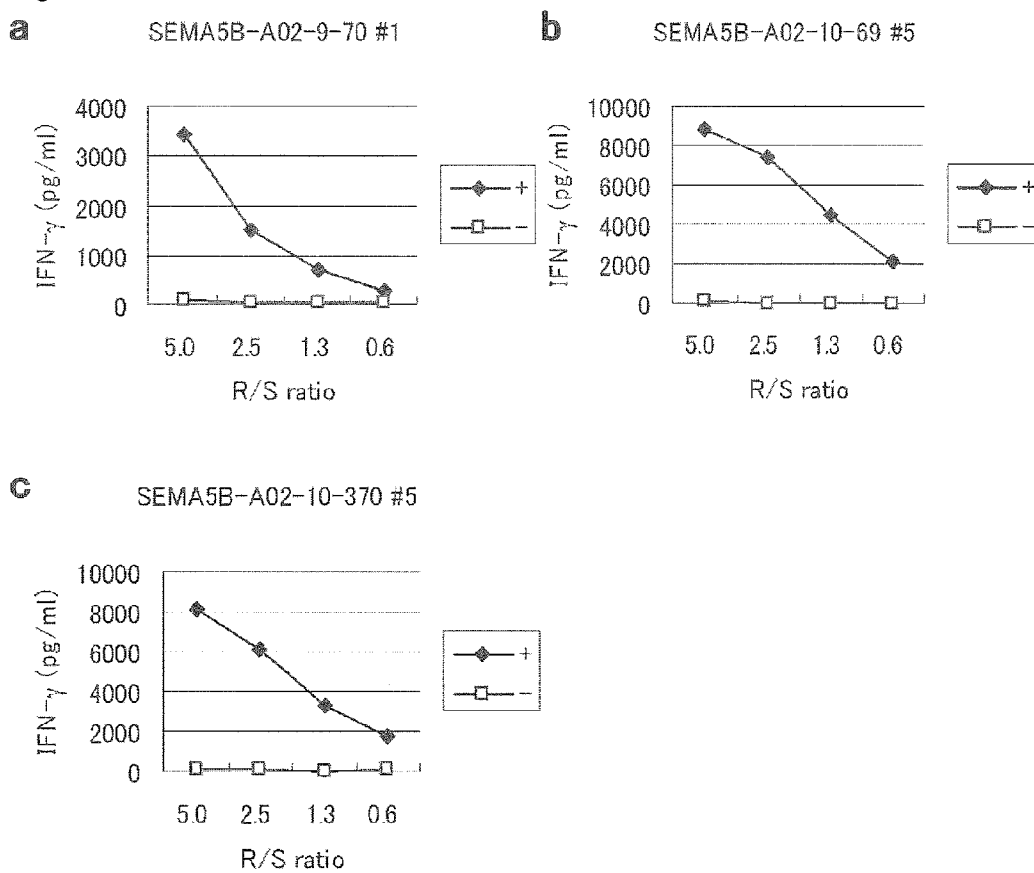 a
SEMA5B-A02-9-70 #1
IFN-γ (pg/ml)
4000
3000
2000
1000
0
5.0 2.5 1.3 0.6
R/S ratio
+
−
b
SEMA5B-A02-10-69 #5
IFN-γ (pg/ml)
10000
8000
6000
4000
2000
0
5.0 2.5 1.3 0.6
R/S ratio
+
−
c
SEMA5B-A02-10-370 #5
IFN-γ (pg/ml)
10000
8000
6000
4000
2000
0
5.0 2.5 1.3 0.6
R/S ratio
+
−